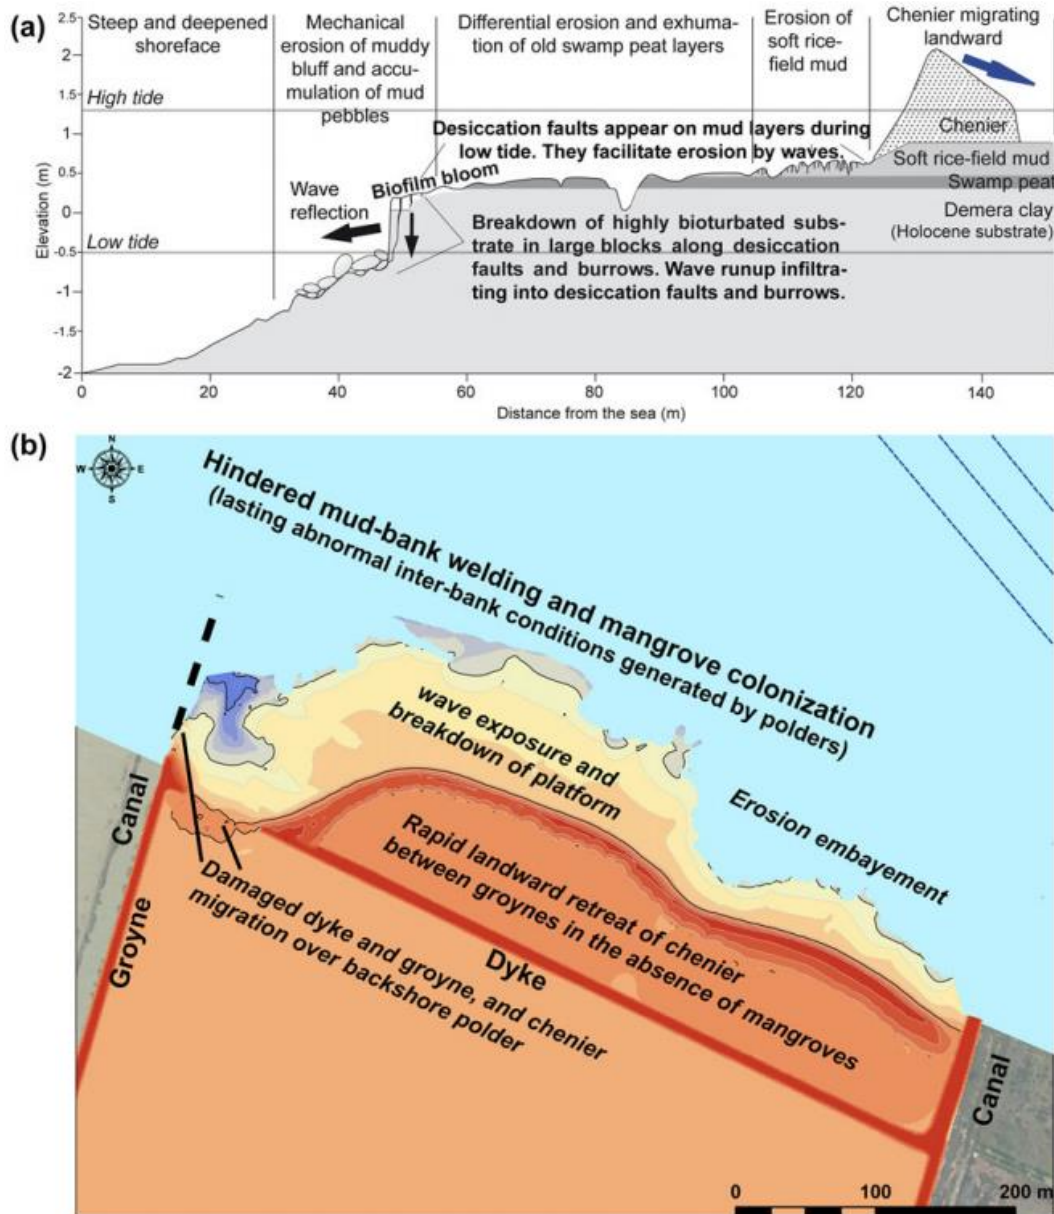 (a)
Steep and deepened
shoreface
Mechanical
erosion of muddy
bluff and accu-
mulation of mud
pebbles
Differential erosion and exhuma-
tion of old swamp peat layers
Erosion of
soft rice-
field mud
Chenier migrating
landward
2.5
2
1.5
1
0.5
0
-0.5
-1
-1.5
-2
Elevation (m)
High tide
Low tide
Desiccation faults appear on mud layers during
low tide. They facilitate erosion by waves.
Biofilm bloom
Wave
reflection
Breakdown of highly bioturbated subs-
trate in large blocks along desiccation
faults and burrows. Wave runup infiltra-
ting into desiccation faults and burrows.
Chenier
Soft rice-field mud
Swamp peat
Demera clay
(Holocene substrate)
0 20 40 60 80 100 120 140
Distance from the sea (m)
(b)
N
W E
S
Hindered mud-bank welding and mangrove colonization
(lasting abnormal inter-bank conditions generated by polders)
wave exposure and
breakdown of platform
Erosion embayement
Rapid landward retreat of chenier
between groynes in the absence of mangroves
Canal
Groyne
Damaged dyke and groyne, and chenier
migration over backshore polder
Dyke
Canal
0 100 200 m